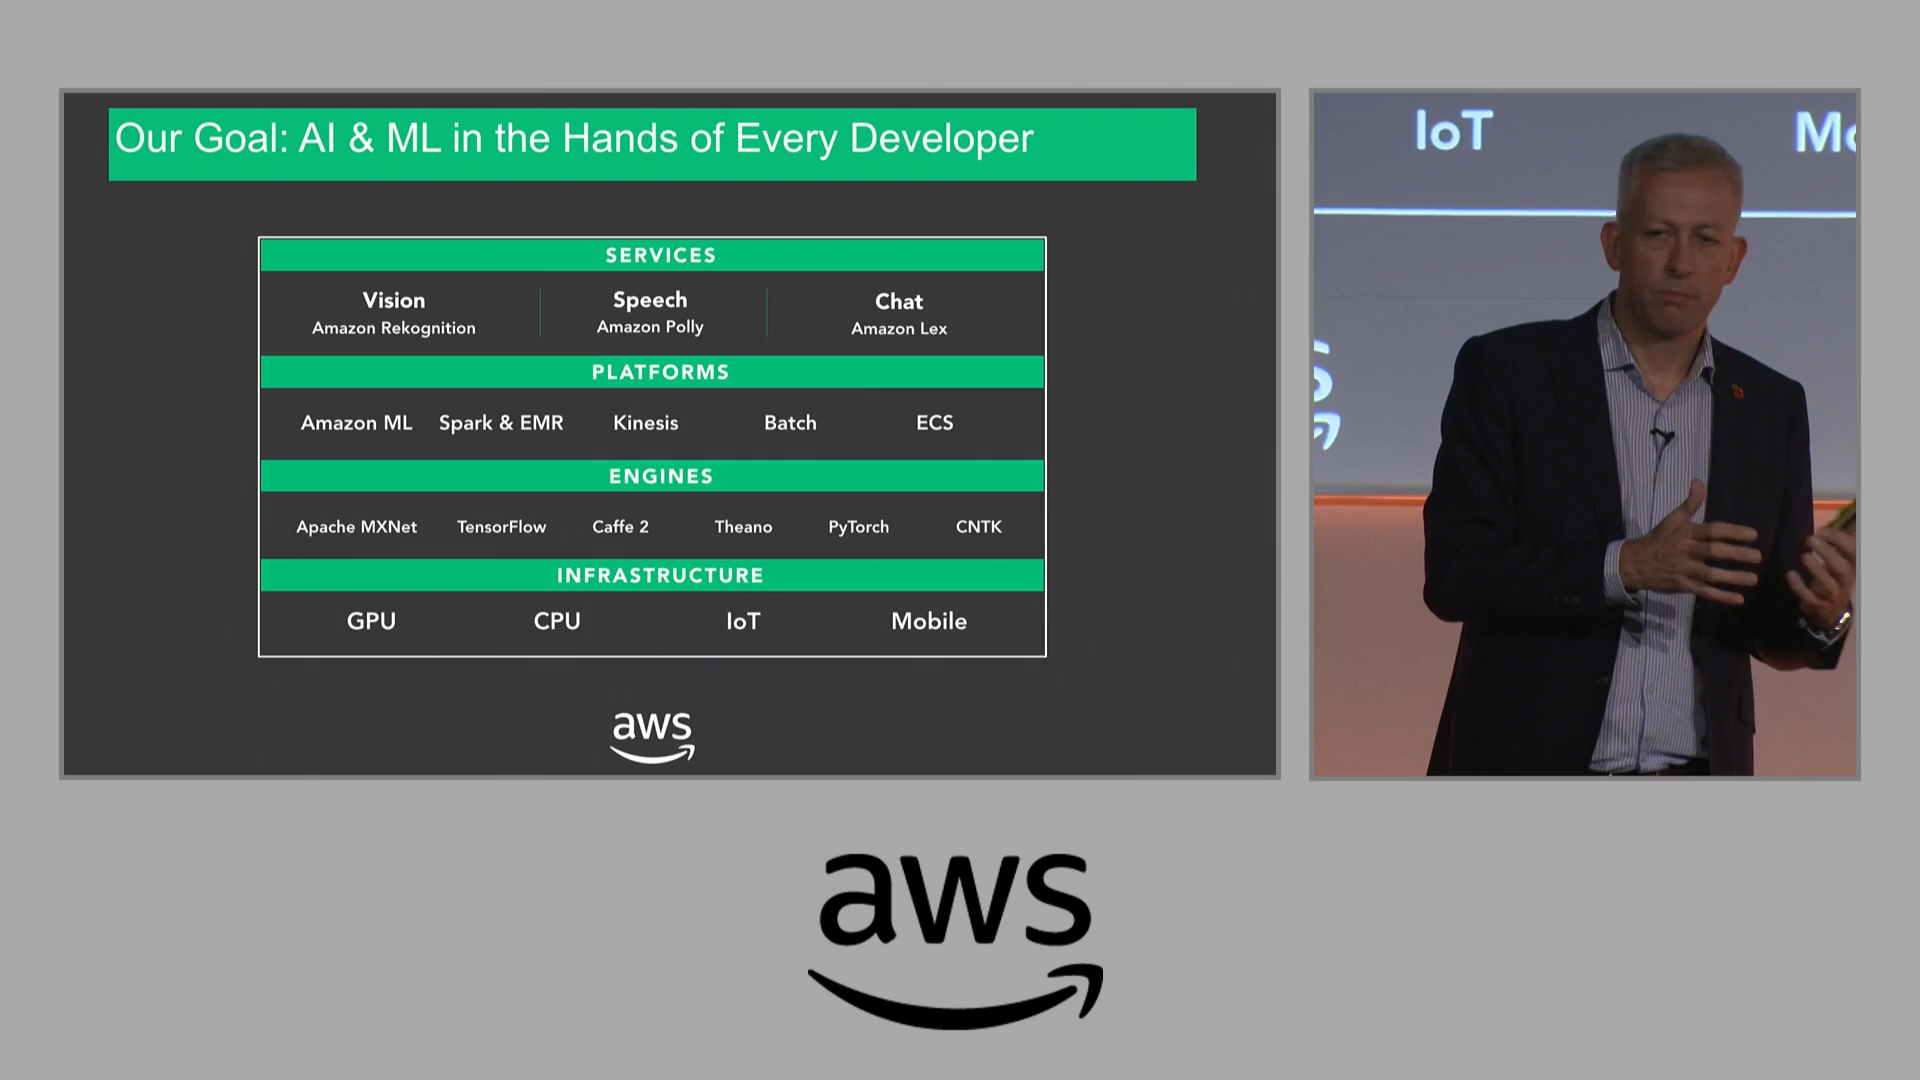 Our Goal: AI & ML in the Hands of Every Developer
SERVICES
Vision Speech Chat
Amazon Rekognition Amazon Polly Amazon Lex
PLATFORMS
Amazon ML Spark & EMR Kinesis Batch ECS
ENGINES
Apache MXNet TensorFlow Caffe 2 Theano PyTorch CNTK
INFRASTRUCTURE
GPU CPU IoT Mobile
aws
IoT Mo
S
aws